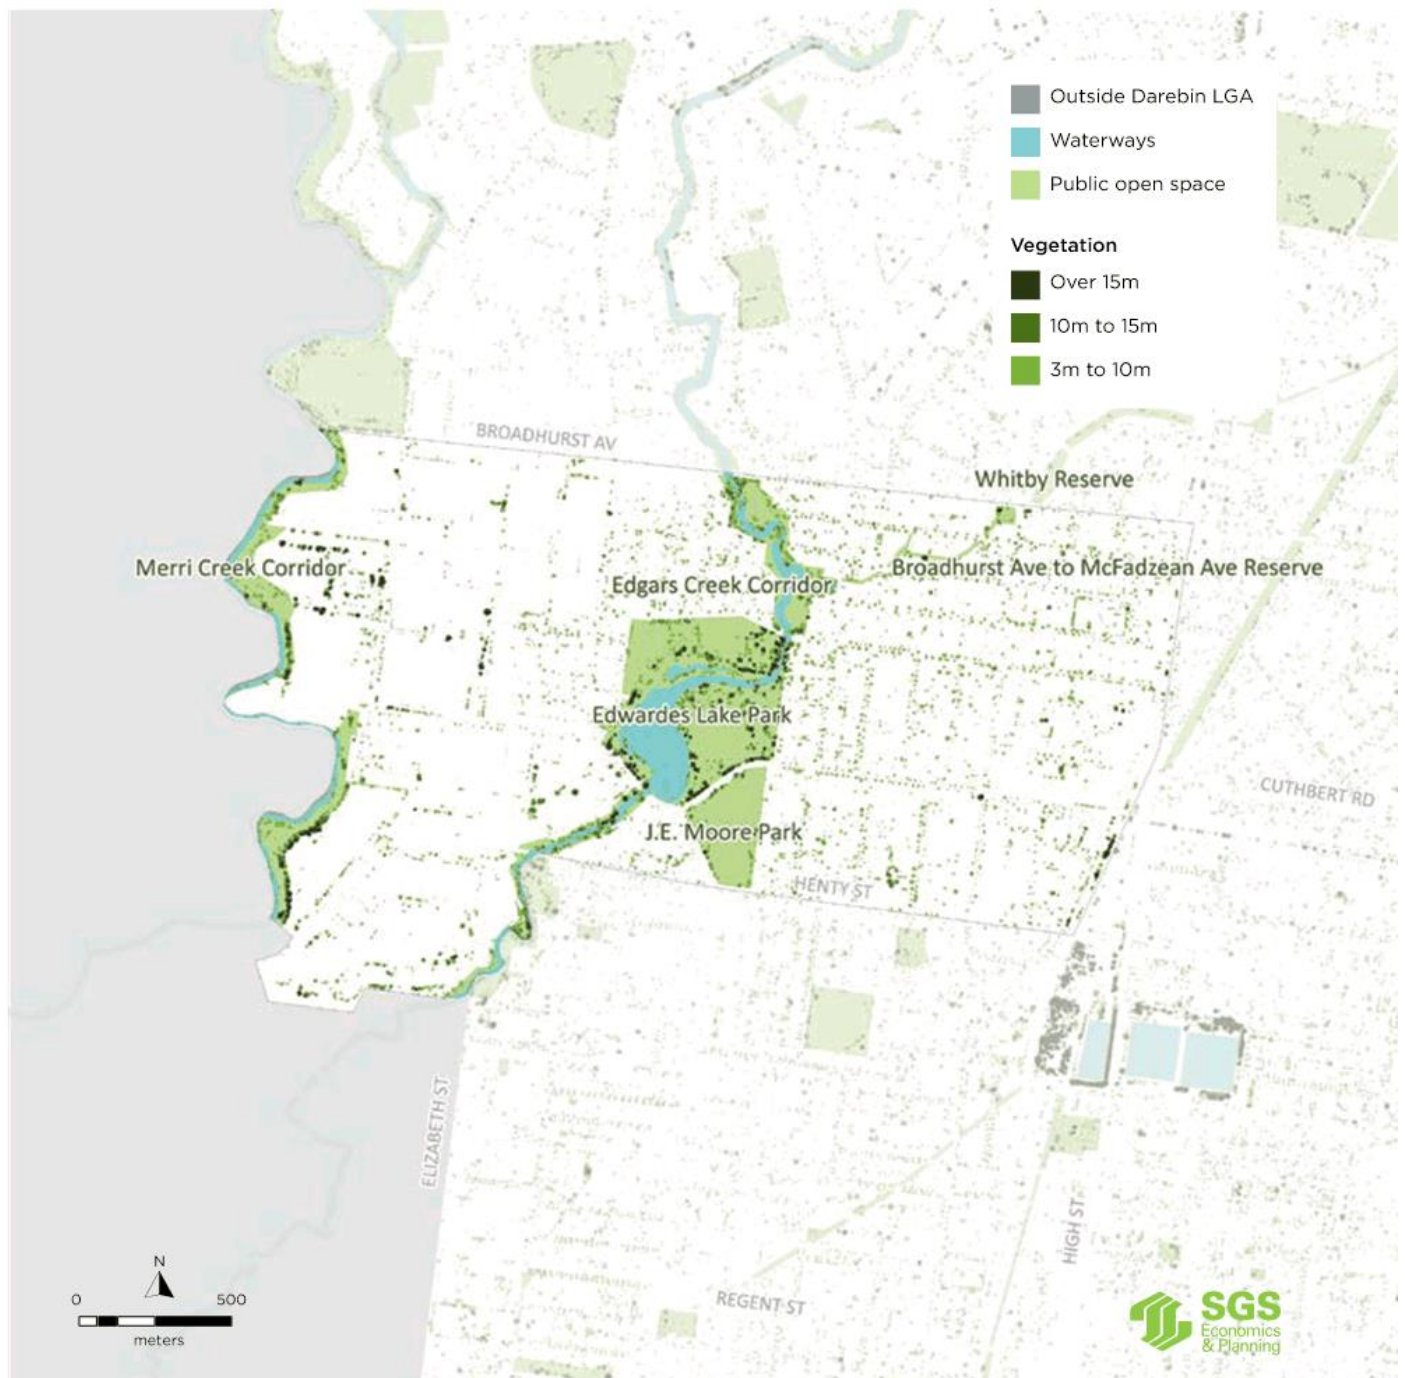 Outside Darebin LGA
Waterways
Public open space
Vegetation
Over 15m
10m to 15m
3m to 10m
BROADHURST AV
Whitby Reserve
Merri Creek Corridor
Broadhurst Ave to McFadzean Ave Reserve
Edgars Creek Corridor
Edwardes Lake Park
CUTHBERT RD
J.E. Moore Park
HENTY ST
ELIZABETH ST
HIGH ST
REGENT ST
N
0 500
meters
SGS
Economics
& Planning